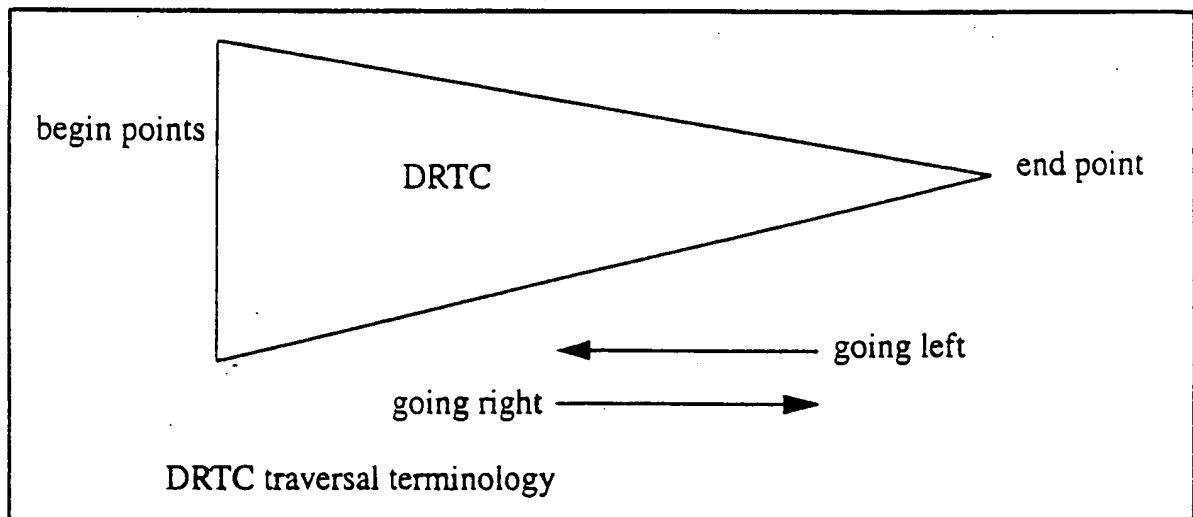 begin points
DRTC
end point
going left
going right
DRTC traversal terminology